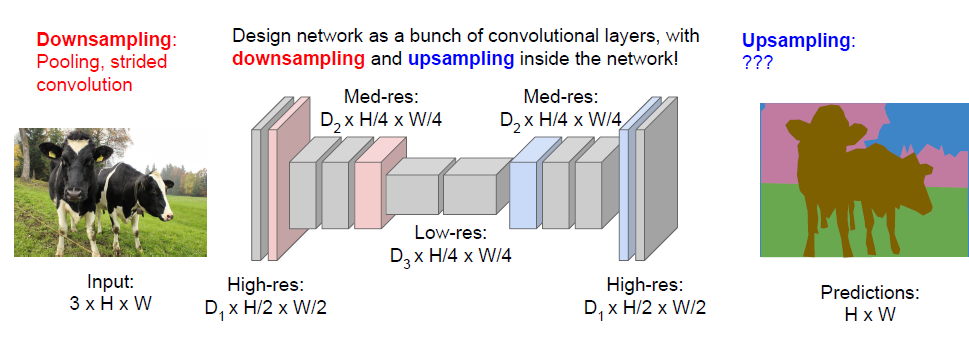 Downsampling:
Pooling, strided
convolution
Design network as a bunch of convolutional layers, with
downsampling and upsampling inside the network!
Upsampling:
???
Med-res:
D2 x H/4 x W/4
Med-res:
D2 x H/4 x W/4
Low-res:
D3 x H/4 x W/4
Input:
3 x H x W
High-res:
D1 x H/2 x W/2
High-res:
D1 x H/2 x W/2
Predictions:
H x W